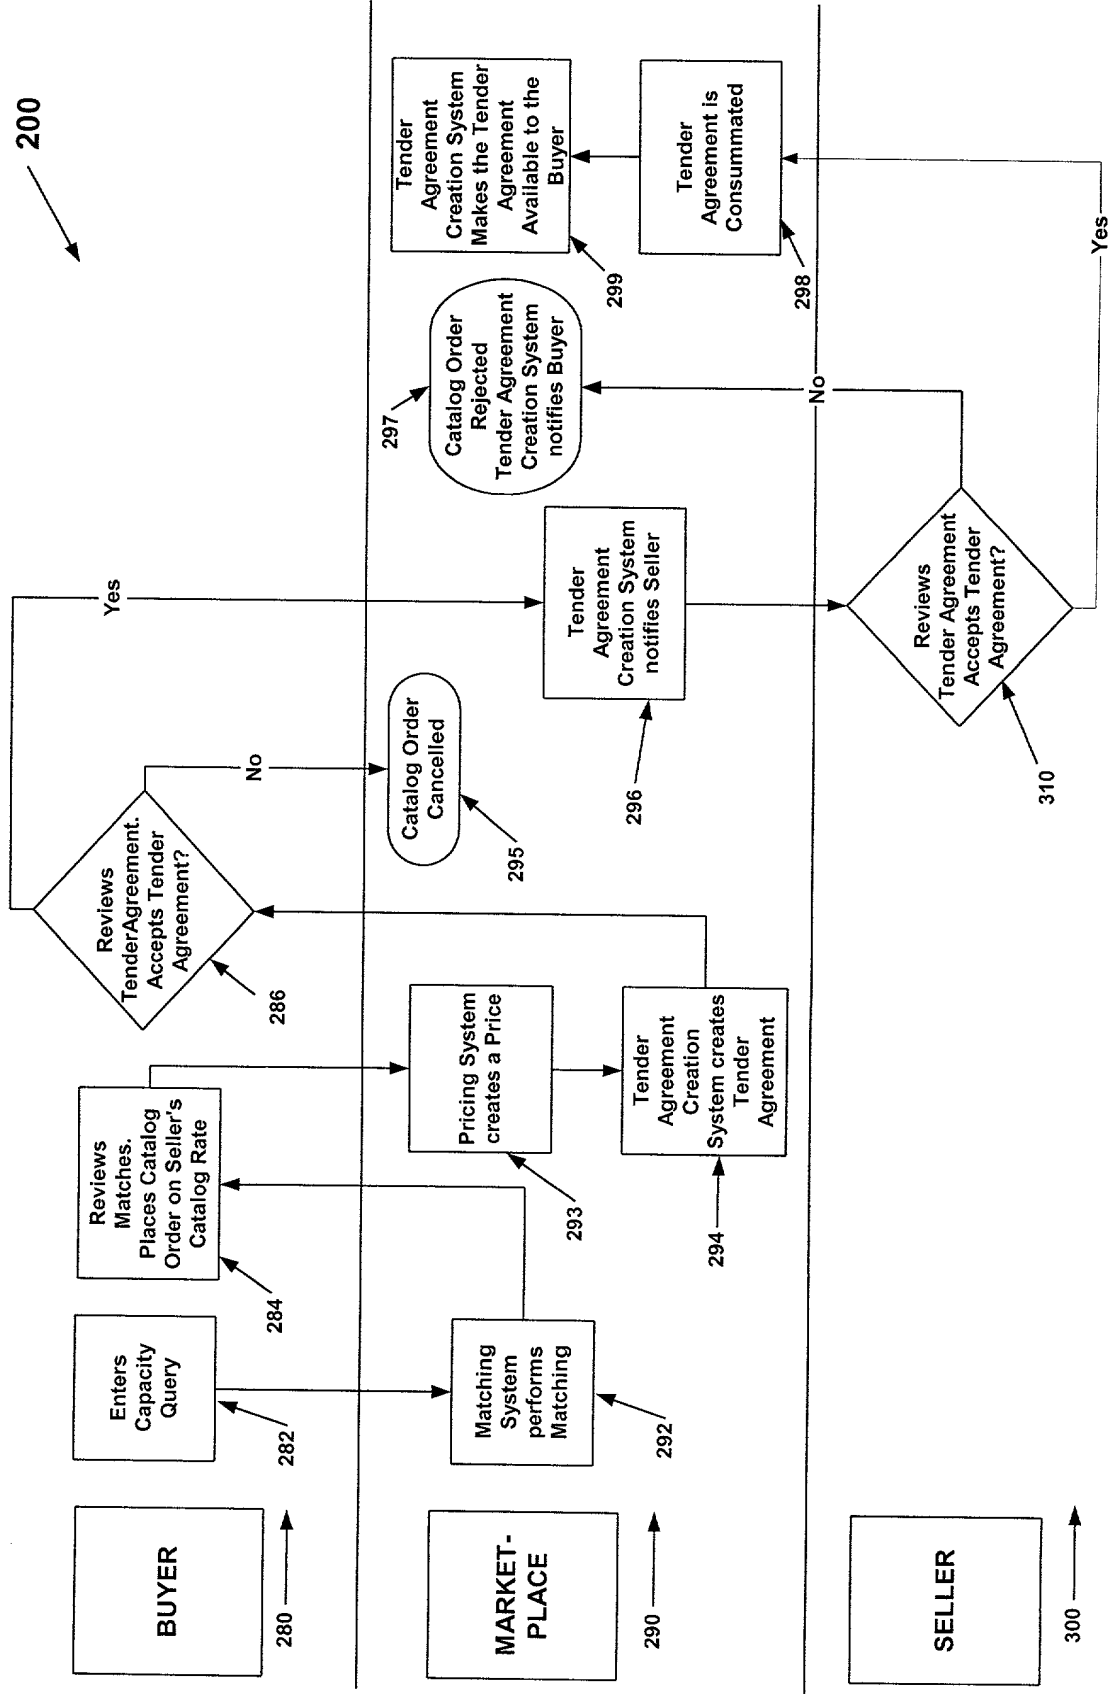 200
BUYER
280
Enters
Capacity
Query
282
Reviews
Matches.
Places Catalog
Order on Seller's
Catalog Rate
284
Reviews
TenderAgreement.
Accepts Tender
Agreement?
286
Yes
No
MARKET-
PLACE
290
Matching
System
performs
Matching
292
Pricing System
creates a Price
293
Tender
Agreement
Creation
System creates
Tender
Agreement
294
Catalog Order
Cancelled
295
Tender
Agreement
Creation System
notifies Seller
296
Catalog Order
Rejected
Tender Agreement
Creation System
notifies Buyer
297
Tender
Agreement
Creation System
Makes the Tender
Agreement
Available to the
Buyer
299
Tender
Agreement is
Consummated
298
SELLER
300
Reviews
Tender Agreement
Accepts Tender
Agreement?
310
No
Yes